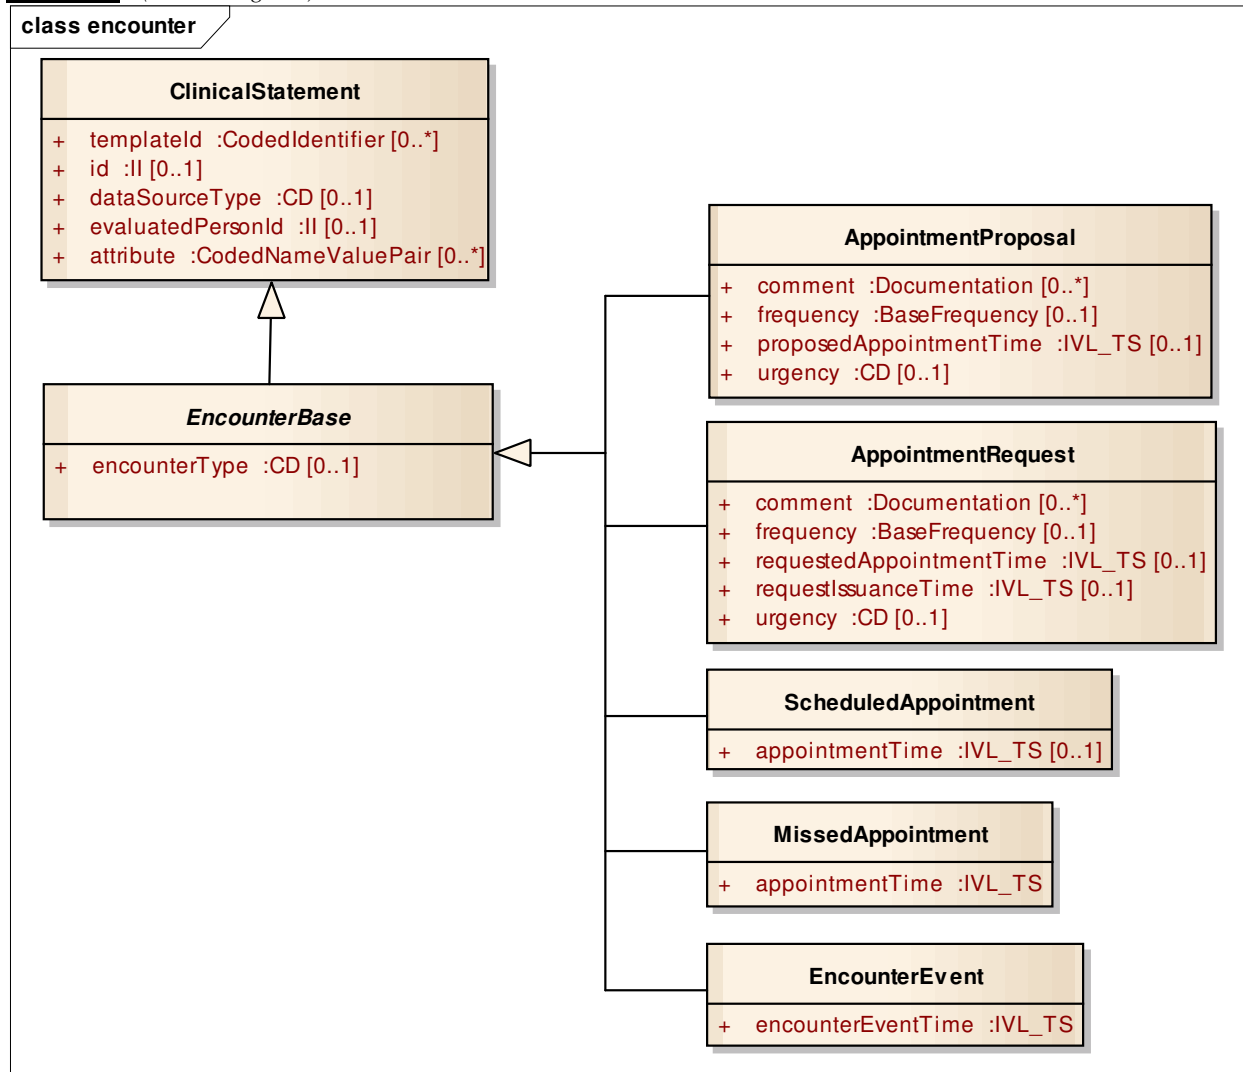 class encounter
ClinicalStatement
+ templateId :CodedIdentifier [0..*]
+ id :II [0..1]
+ dataSourceType :CD [0..1]
+ evaluatedPersonId :II [0..1]
+ attribute :CodedNameValuePair [0..*]
EncounterBase
+ encounterType :CD [0..1]
AppointmentProposal
+ comment :Documentation [0..*]
+ frequency :BaseFrequency [0..1]
+ proposedAppointmentTime :IVL_TS [0..1]
+ urgency :CD [0..1]
AppointmentRequest
+ comment :Documentation [0..*]
+ frequency :BaseFrequency [0..1]
+ requestedAppointmentTime :IVL_TS [0..1]
+ requestIssuanceTime :IVL_TS [0..1]
+ urgency :CD [0..1]
ScheduledAppointment
+ appointmentTime :IVL_TS [0..1]
MissedAppointment
+ appointmentTime :IVL_TS
EncounterEvent
+ encounterEventTime :IVL_TS